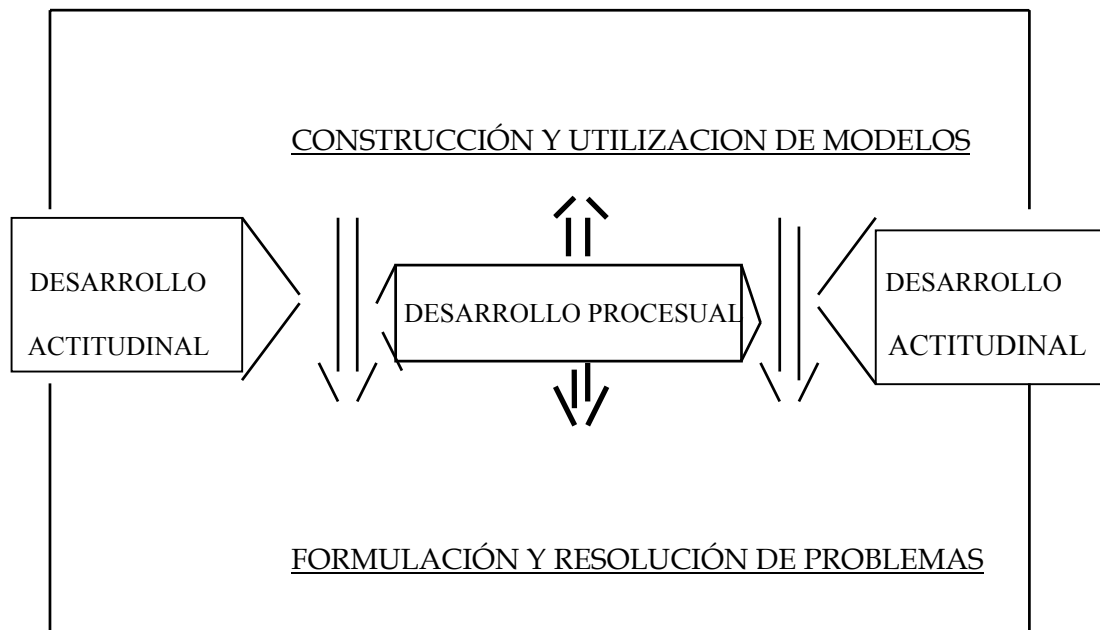 CONSTRUCCIÓN Y UTILIZACION DE MODELOS
DESARROLLO
ACTITUDINAL
DESARROLLO PROCESUAL
DESARROLLO
ACTITUDINAL
FORMULACIÓN Y RESOLUCIÓN DE PROBLEMAS